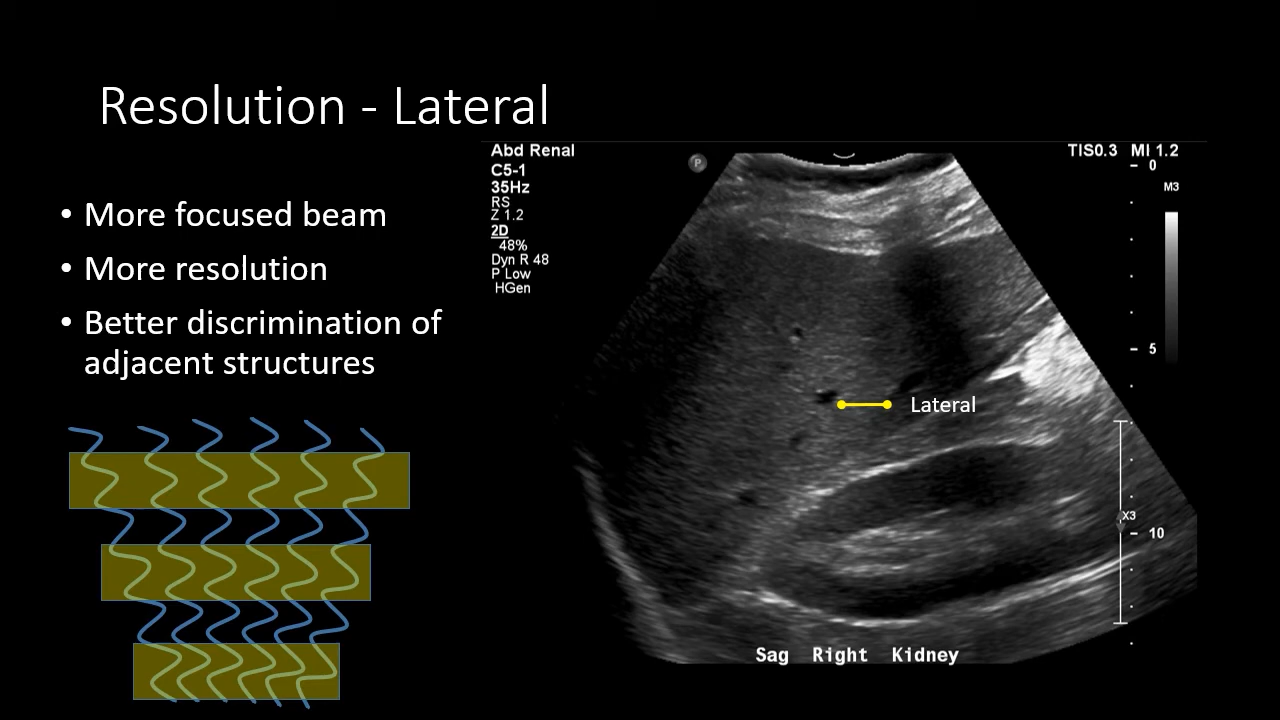 Resolution - Lateral
• More focused beam
• More resolution
• Better discrimination of
adjacent structures
Abd Renal
C5-1
35Hz
RS
Z 1.2
2D
48%
Dyn R 48
P Low
HGen
P
TIS0.3 MI 1.2
0
M3
5
Lateral
X3
10
Sag Right Kidney